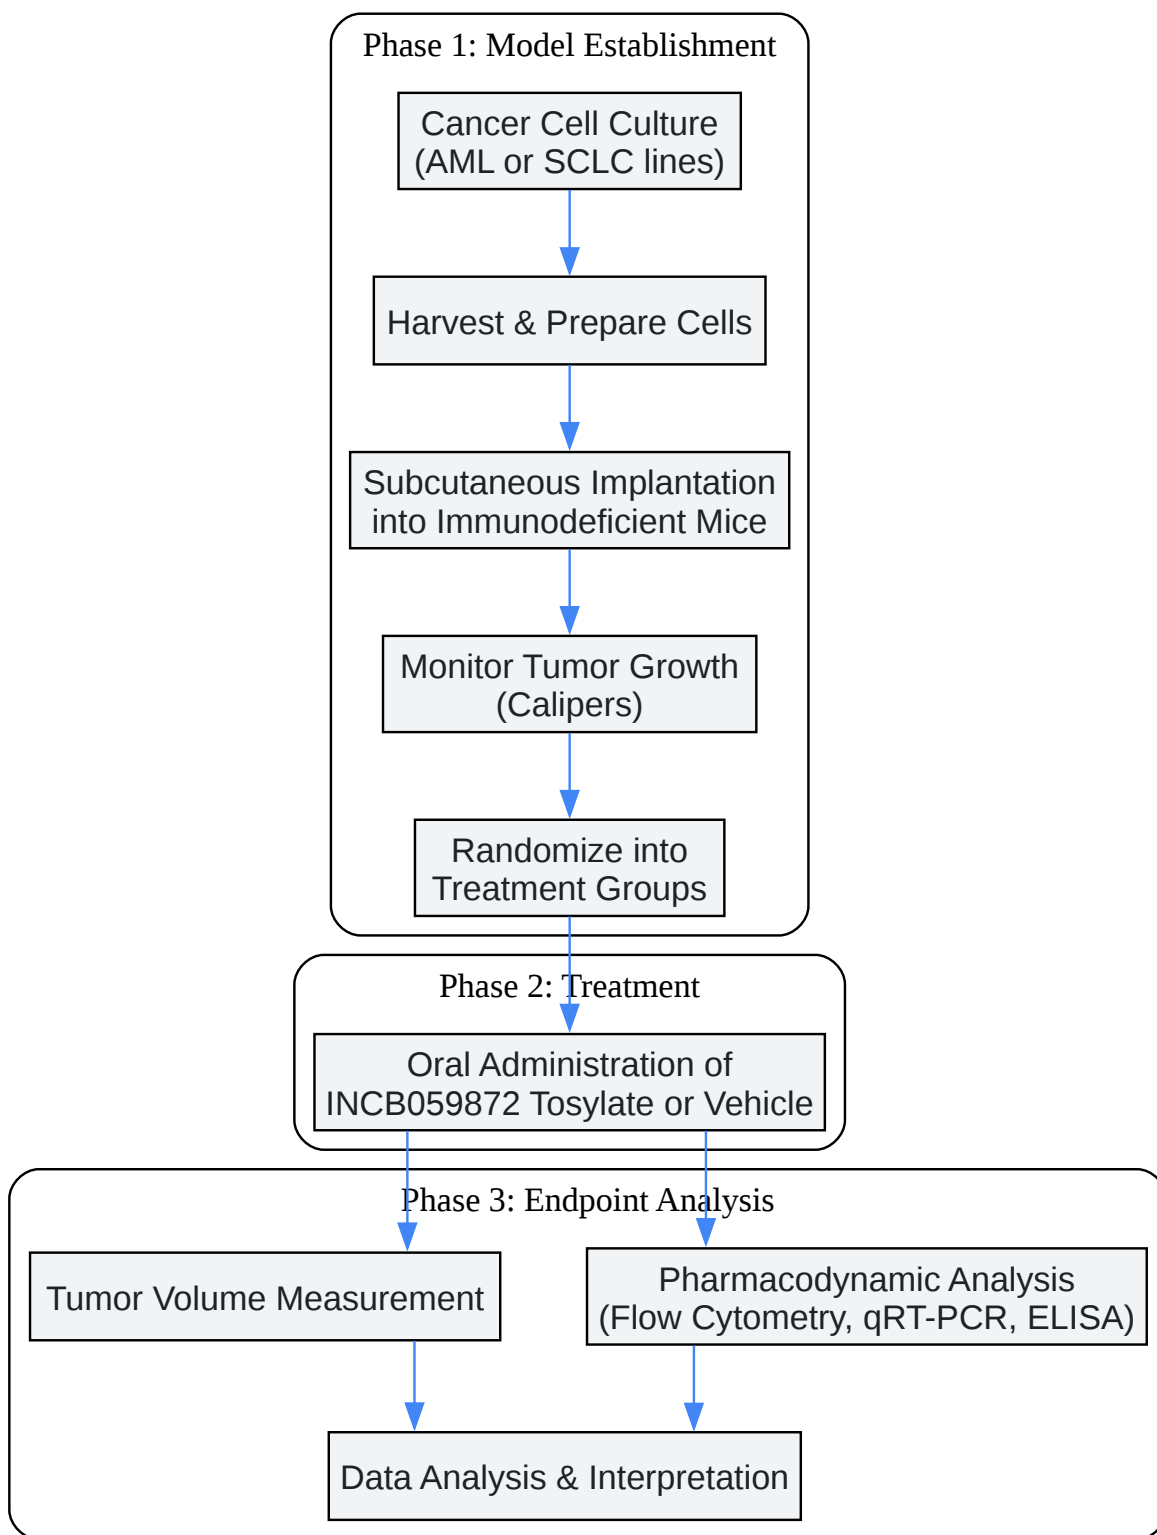 Phase 1: Model Establishment
Cancer Cell Culture
(AML or SCLC lines)
Harvest & Prepare Cells
Subcutaneous Implantation
into Immunodeficient Mice
Monitor Tumor Growth
(Calipers)
Randomize into
Treatment Groups
Phase 2: Treatment
Oral Administration of
INCB059872 Tosylate or Vehicle
Phase 3: Endpoint Analysis
Tumor Volume Measurement
Pharmacodynamic Analysis
(Flow Cytometry, qRT-PCR, ELISA)
Data Analysis & Interpretation